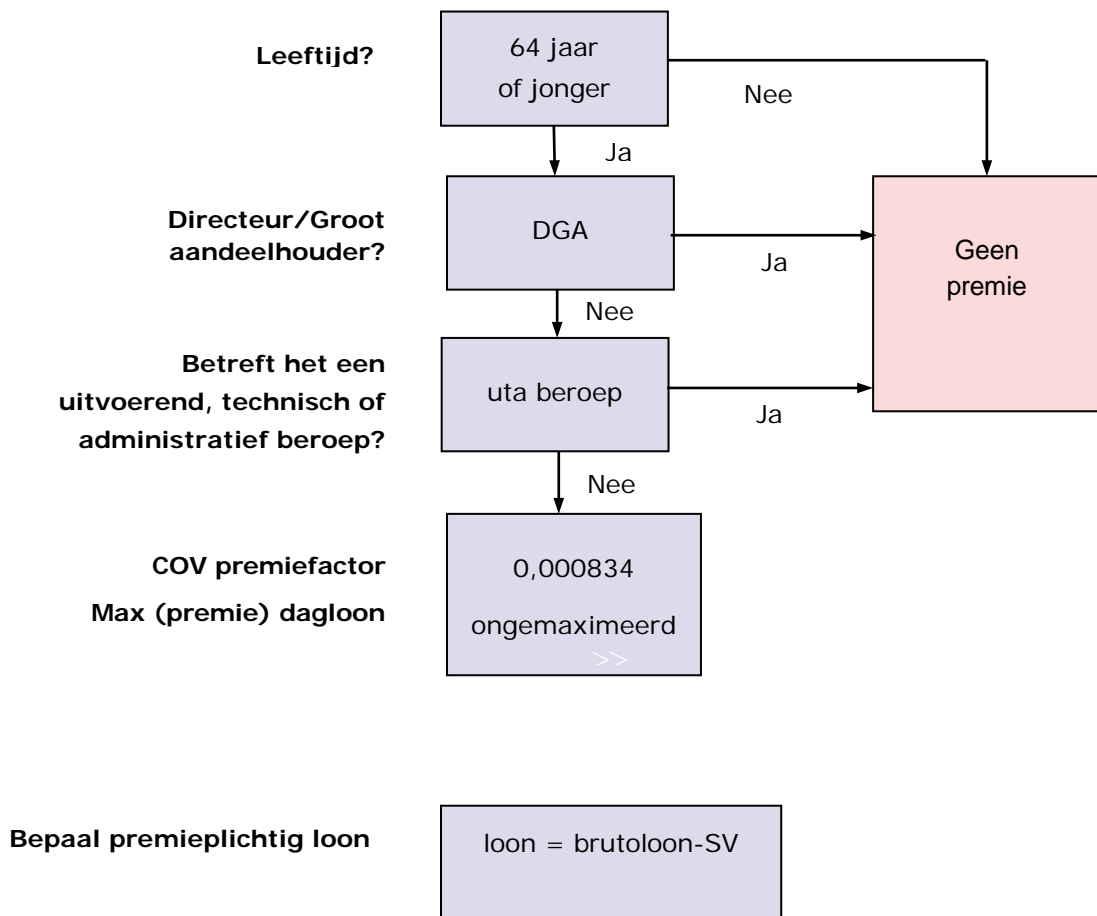 Leeftijd?
64 jaar
of jonger
Nee
Ja
Directeur/Groot
aandeelhouder?
DGA
Ja
Geen
premie
Nee
Betreft het een
uitvoerend, technisch of
administratief beroep?
uta beroep
Ja
Nee
COV premiefactor
0,000834
Max (premie) dagloon
ongemaximeerd
>>
Bepaal premieplichtig loon
loon = brutoloon-SV